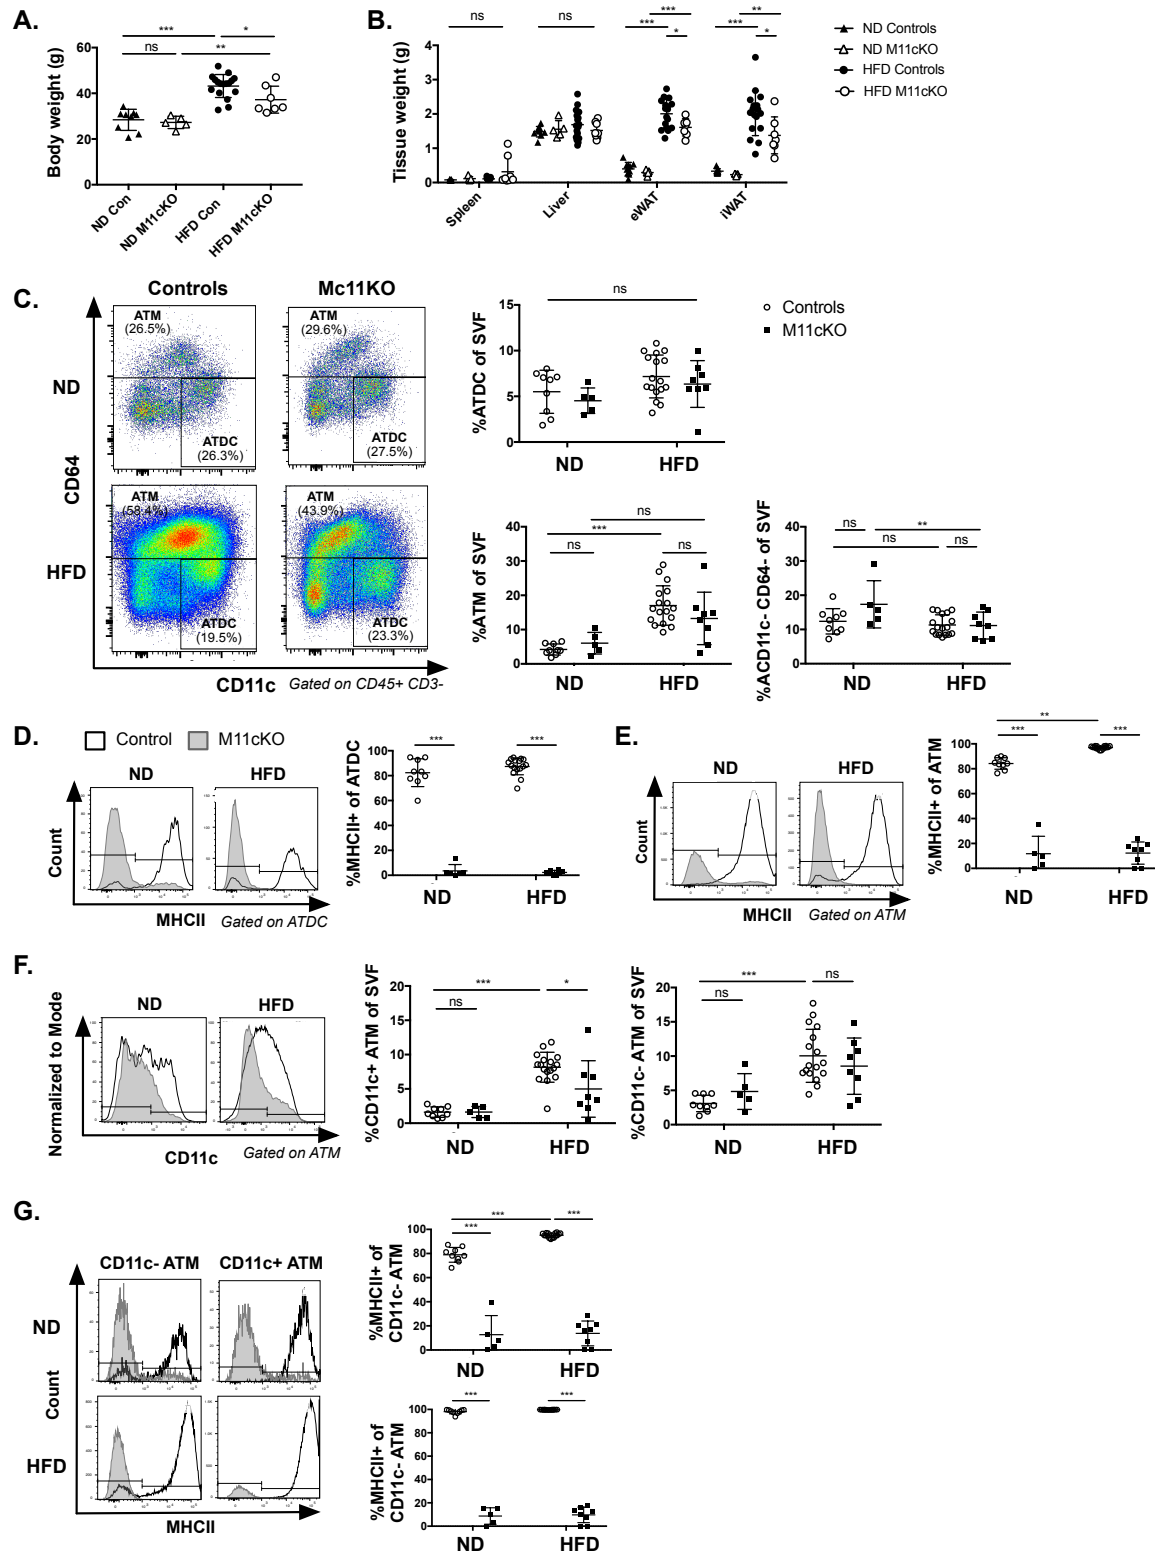 A.
Body weight (g)
60
40
20
0
***
*
ns
**
ND Con
ND M11cKO
HFD Con
HFD M11cKO
B.
Tissue weight (g)
4
3
2
1
0
ns
ns
***
***
*
**
***
*
Spleen
Liver
eWAT
iWAT
ND Controls
ND M11cKO
HFD Controls
HFD M11cKO
C.
Controls
Mc11KO
ND
HFD
CD64
ATM
(26.5%)
ATDC
(26.3%)
ATM
(29.6%)
ATDC
(27.5%)
ATM
(58.4%)
ATDC
(19.5%)
ATM
(43.9%)
ATDC
(23.3%)
CD11c
Gated on CD45+ CD3-
%ATDC of SVF
15
10
5
0
ns
ND
HFD
Controls
M11cKO
%ATM of SVF
40
30
20
10
0
ns
***
ns
ns
ND
HFD
%ACD11c- CD64- of SVF
40
30
20
10
0
ns
**
ns
ns
ND
HFD
D.
Control
M11cKO
ND
HFD
Count
MHCII
Gated on ATDC
%MHCII+ of ATDC
100
80
60
40
20
0
***
***
ND
HFD
E.
ND
HFD
Count
MHCII
Gated on ATM
%MHCII+ of ATM
100
80
60
40
20
0
**
***
***
ND
HFD
F.
Normalized to Mode
ND
HFD
CD11c
Gated on ATM
%CD11c+ ATM of SVF
20
15
10
5
0
***
ns
*
ND
HFD
%CD11c- ATM of SVF
20
15
10
5
0
***
ns
ns
ND
HFD
G.
CD11c- ATM
CD11c+ ATM
ND
HFD
Count
MHCII
%MHCII+ of
CD11c- ATM
100
80
60
40
20
0
***
***
***
ND
HFD
%MHCII+ of
CD11c- ATM
100
80
60
40
20
0
***
***
ND
HFD